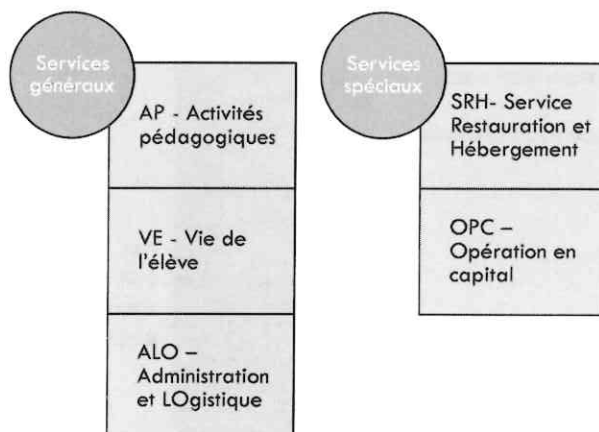 Services
généraux
AP - Activités
pédagogiques
VE - Vie de
l'élève
ALO –
Administration
et LOgistique
Services
spéciaux
SRH- Service
Restauration et
Hébergement
OPC –
Opération en
capital